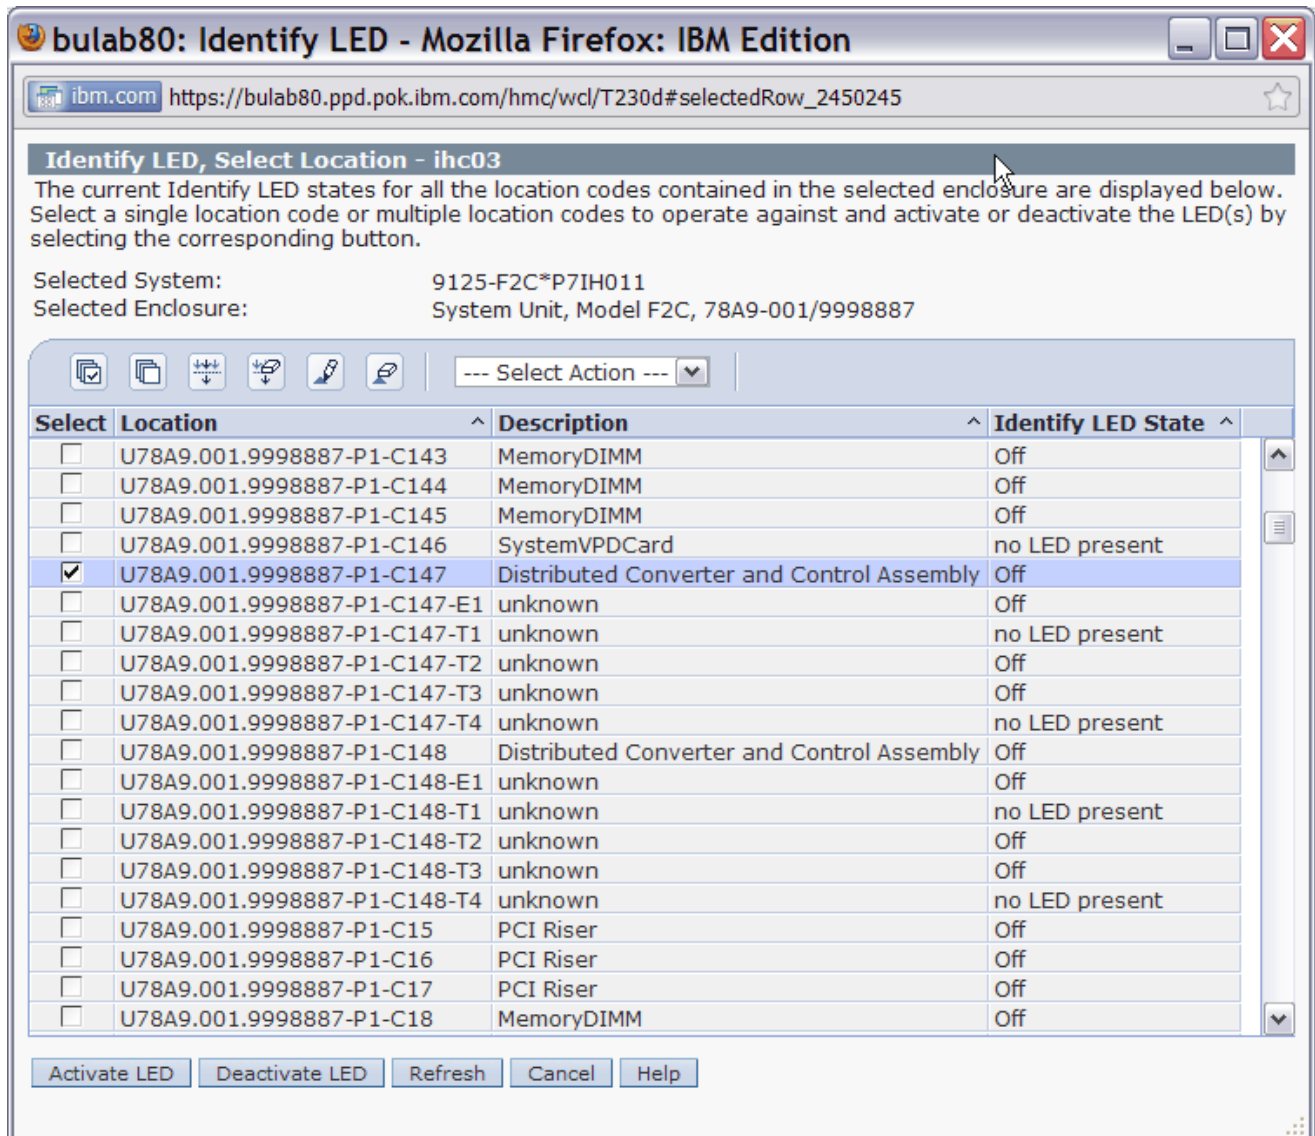 bulab80: Identify LED - Mozilla Firefox: IBM Edition
ibm.com https://bulab80.ppd.pok.ibm.com/hmc/wcl/T230d#selectedRow_2450245
Identify LED, Select Location - ihc03
The current Identify LED states for all the location codes contained in the selected enclosure are displayed below.
Select a single location code or multiple location codes to operate against and activate or deactivate the LED(s) by
selecting the corresponding button.
Selected System: 9125-F2C*P7IH011
Selected Enclosure: System Unit, Model F2C, 78A9-001/9998887
--- Select Action ---
Select Location ^ Description ^ Identify LED State ^
U78A9.001.9998887-P1-C143 MemoryDIMM Off
U78A9.001.9998887-P1-C144 MemoryDIMM Off
U78A9.001.9998887-P1-C145 MemoryDIMM Off
U78A9.001.9998887-P1-C146 SystemVPDCard no LED present
U78A9.001.9998887-P1-C147 Distributed Converter and Control Assembly Off
U78A9.001.9998887-P1-C147-E1 unknown Off
U78A9.001.9998887-P1-C147-T1 unknown no LED present
U78A9.001.9998887-P1-C147-T2 unknown Off
U78A9.001.9998887-P1-C147-T3 unknown Off
U78A9.001.9998887-P1-C147-T4 unknown no LED present
U78A9.001.9998887-P1-C148 Distributed Converter and Control Assembly Off
U78A9.001.9998887-P1-C148-E1 unknown Off
U78A9.001.9998887-P1-C148-T1 unknown no LED present
U78A9.001.9998887-P1-C148-T2 unknown Off
U78A9.001.9998887-P1-C148-T3 unknown Off
U78A9.001.9998887-P1-C148-T4 unknown no LED present
U78A9.001.9998887-P1-C15 PCI Riser Off
U78A9.001.9998887-P1-C16 PCI Riser Off
U78A9.001.9998887-P1-C17 PCI Riser Off
U78A9.001.9998887-P1-C18 MemoryDIMM Off
Activate LED Deactivate LED Refresh Cancel Help